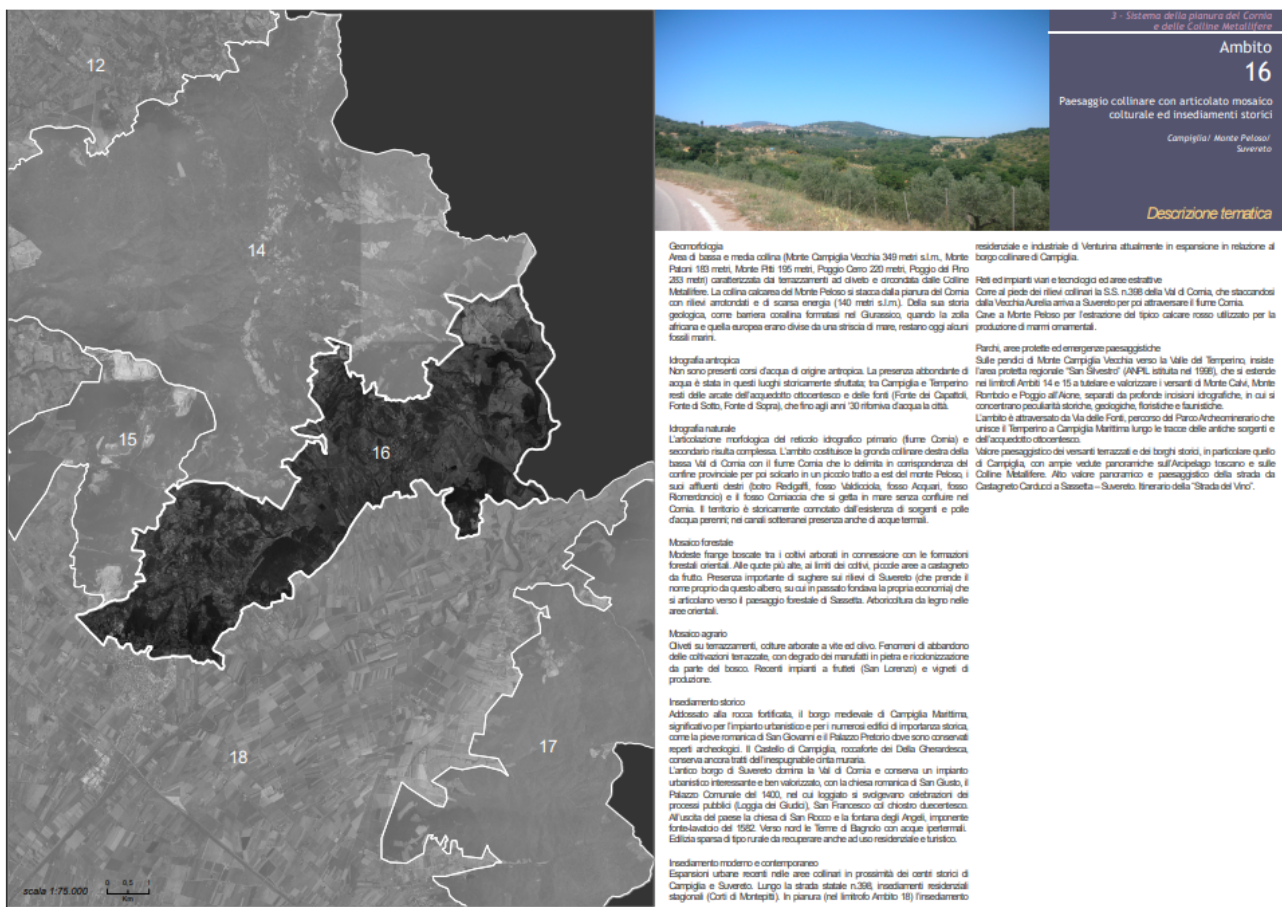 12
14
15
16
17
18
scala 1:75.000
0 0,5 1
Km
3 - Sistema della pianura del Cornia
e delle Colline Metallifere
Ambito
16
Paesaggio collinare con articolato mosaico
colturale ed insediamenti storici
Campiglia/ Monte Peloso/
Suvereto
Descrizione tematica
Geomorfologia
Area di bassa e media collina (Monte Campiglia Vecchia 349 metri s.l.m., Monte
Patoni 183 metri, Monte Pitti 195 metri, Poggio Cerro 220 metri, Poggio del Pino
283 metri) caratterizzata dai terrazzamenti ad oliveto e circondata dalle Colline
Metallifere. La collina calcarea del Monte Peloso si stacca dalla pianura del Cornia
con rilievi arrotondati e di scarsa energia (140 metri s.l.m.). Della sua storia
geologica, come barriera corallina formatasi nel Giurassico, quando la zolla
africana e quella europea erano divise da una striscia di mare, restano oggi alcuni
fossili marini.
Idrografia antropica
Non sono presenti corsi d'acqua di origine antropica. La presenza abbondante di
acqua è stata in questi luoghi storicamente sfruttata; tra Campiglia e Temperino
resti delle arcate dell'acquedotto ottocentesco e delle fonti (Fonte dei Capattoli,
Fonte di Sotto, Fonte di Sopra), che fino agli anni '30 riforniva d'acqua la città.
Idrografia naturale
L'articolazione morfologica del reticolo idrografico primario (fiume Cornia) e
secondario risulta complessa. L'ambito costituisce la gronda collinare destra della
bassa Val di Cornia con il fiume Cornia che lo delimita in corrispondenza del
confine provinciale per poi solcarlo in un piccolo tratto a est del monte Peloso, i
suoi affluenti destri (botro Redigaffi, fosso Valdicciola, fosso Acquari, fosso
Riomerdoncio) e il fosso Corniaccia che si getta in mare senza confluire nel
Cornia. Il territorio è storicamente connotato dall'esistenza di sorgenti e polle
d'acqua perenni; nei canali sotterranei presenza anche di acque termali.
Mosaico forestale
Modeste frange boscate tra i coltivi arborati in connessione con le formazioni
forestali orientali. Alle quote più alte, ai limiti dei coltivi, piccole aree a castagneto
da frutto. Presenza importante di sughere sui rilievi di Suvereto (che prende il
nome proprio da questo albero, su cui in passato fondava la propria economia) che
si articolano verso il paesaggio forestale di Sassetta. Arboricoltura da legno nelle
aree orientali.
Mosaico agrario
Oliveti su terrazzamenti, colture arborate a vite ed olivo. Fenomeni di abbandono
delle coltivazioni terrazzate, con degrado dei manufatti in pietra e ricolonizzazione
da parte del bosco. Recenti impianti a frutteti (San Lorenzo) e vigneti di
produzione.
Insediamento storico
Addossato alla rocca fortificata, il borgo medievale di Campiglia Marittima,
significativo per l'impianto urbanistico e per i numerosi edifici di importanza storica,
come la pieve romanica di San Giovanni e il Palazzo Pretorio dove sono conservati
reperti archeologici. Il Castello di Campiglia, roccaforte dei Della Gherardesca,
conserva ancora tratti dell'inespugnabile cinta muraria.
L'antico borgo di Suvereto domina la Val di Cornia e conserva un impianto
urbanistico interessante e ben valorizzato, con la chiesa romanica di San Giusto, il
Palazzo Comunale del 1400, nel cui loggiato si svolgevano celebrazioni dei
processi pubblici (Loggia dei Giudici), San Francesco col chiostro duecentesco.
All'uscita del paese la chiesa di San Rocco e la fontana degli Angeli, imponente
fonte-lavatoio del 1582. Verso nord le Terme di Bagnolo con acque ipertermali.
Edilizia sparsa di tipo rurale da recuperare anche ad uso residenziale e turistico.
Insediamento moderno e contemporaneo
Espansioni urbane recenti nelle aree collinari in prossimità dei centri storici di
Campiglia e Suvereto. Lungo la strada statale n.398, insediamenti residenziali
stagionali (Corti di Montepitti). In pianura (nel limitrofo Ambito 18) l'insediamento
residenziale e industriale di Venturina attualmente in espansione in relazione al
borgo collinare di Campiglia.
Reti ed impianti viari e tecnologici ed aree estrattive
Corre al piede dei rilievi collinari la S.S. n.398 della Val di Cornia, che staccandosi
dalla Vecchia Aurelia arriva a Suvereto per poi attraversare il fiume Cornia.
Cave a Monte Peloso per l'estrazione del tipico calcare rosso utilizzato per la
produzione di marmi ornamentali.
Parchi, aree protette ed emergenze paesaggistiche
Sulle pendici di Monte Campiglia Vecchia verso la Valle del Temperino, insiste
l'area protetta regionale "San Silvestro" (ANPIL istituita nel 1998), che si estende
nei limitrofi Ambiti 14 e 15 a tutelare e valorizzare i versanti di Monte Calvi, Monte
Rombolo e Poggio all'Aione, separati da profonde incisioni idrografiche, in cui si
concentrano peculiarità storiche, geologiche, floristiche e faunistiche.
L'ambito è attraversato da Via delle Fonti, percorso del Parco Archeominerario che
unisce il Temperino a Campiglia Marittima lungo le tracce delle antiche sorgenti e
dell'acquedotto ottocentesco.
Valore paesaggistico dei versanti terrazzati e dei borghi storici, in particolare quello
di Campiglia, con ampie vedute panoramiche sull'Arcipelago toscano e sulle
Colline Metallifere. Alto valore panoramico e paesaggistico della strada da
Castagneto Carducci a Sassetta – Suvereto. Itinerario della "Strada del Vino".